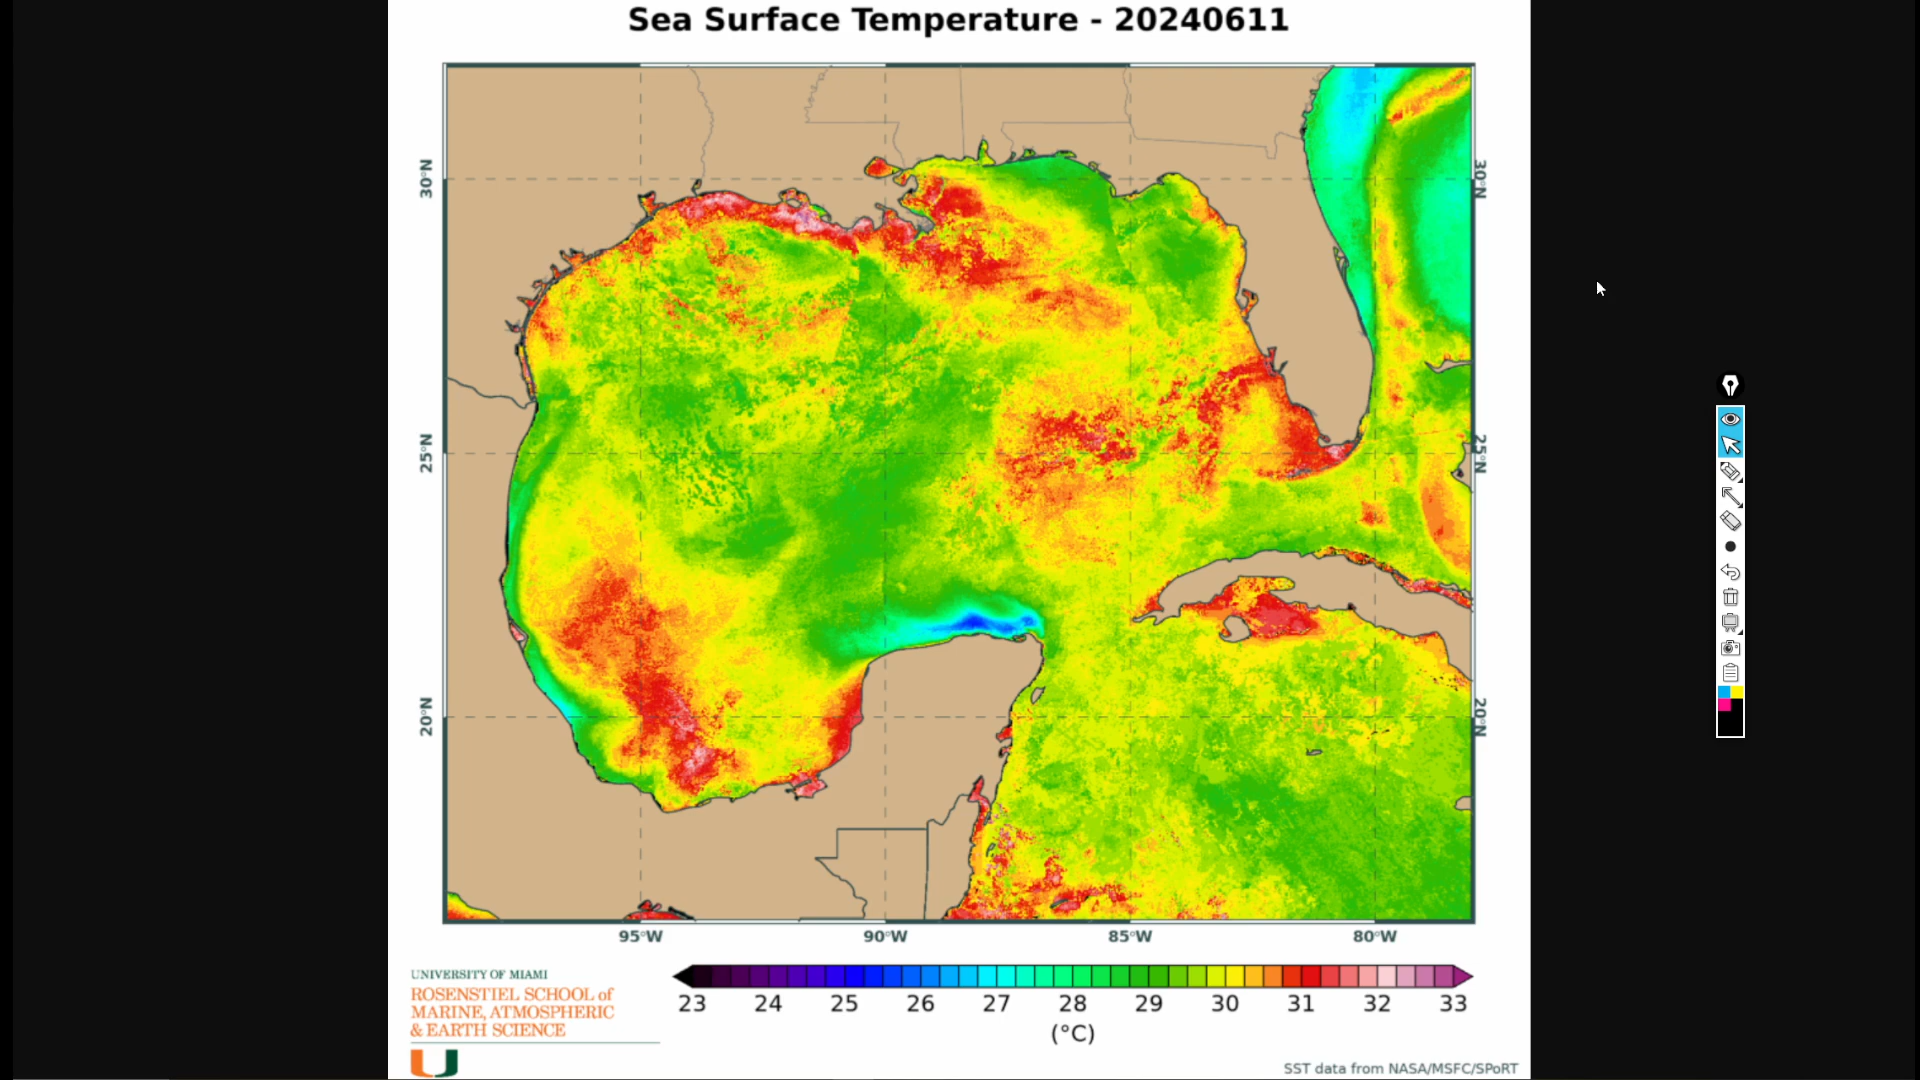 Sea Surface Temperature - 20240611
30°N
30°N
25°N
25°N
20°N
20°N
95°W
90°W
85°W
80°W
23
24
25
26
27
28
29
30
31
32
33
(°C)
UNIVERSITY OF MIAMI
ROSENSTIEL SCHOOL of
MARINE, ATMOSPHERIC
& EARTH SCIENCE
SST data from NASA/MSFC/SPoRT